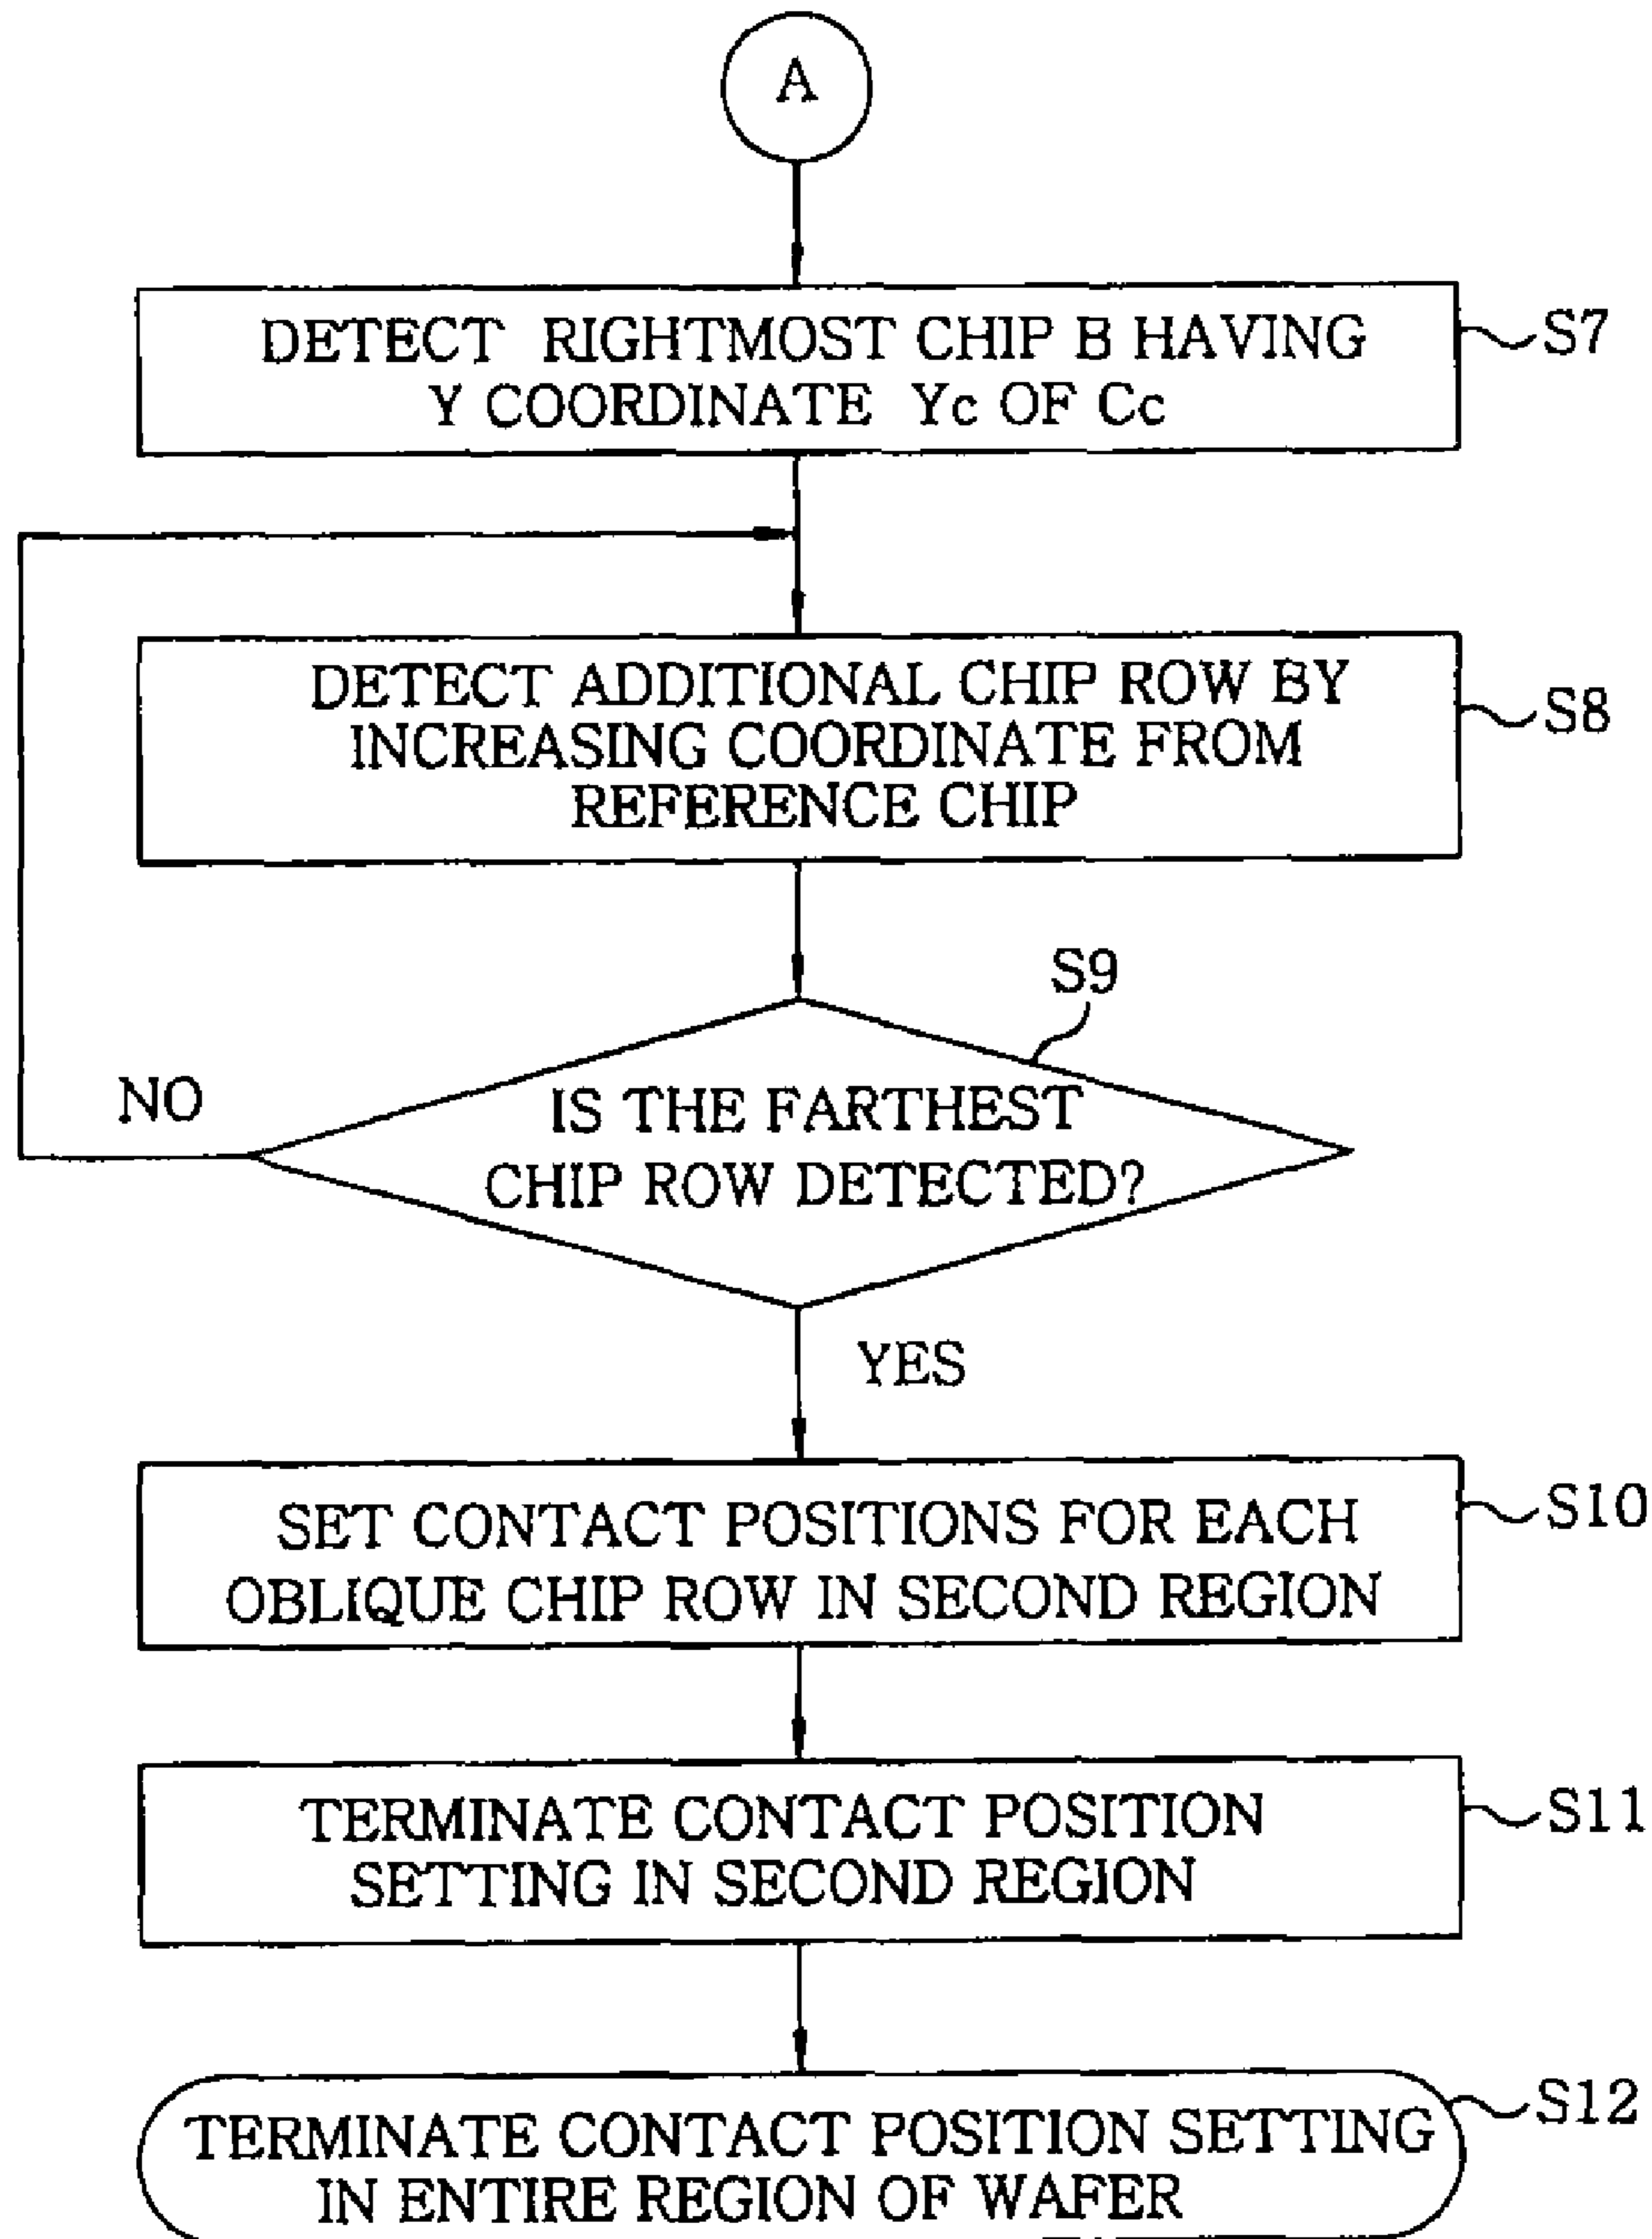 A
DETECT RIGHTMOST CHIP B HAVING
Y COORDINATE Yc OF Cc
S7
DETECT ADDITIONAL CHIP ROW BY
INCREASING COORDINATE FROM
REFERENCE CHIP
S8
S9
IS THE FARTHEST
CHIP ROW DETECTED?
NO
YES
SET CONTACT POSITIONS FOR EACH
OBLIQUE CHIP ROW IN SECOND REGION
S10
TERMINATE CONTACT POSITION
SETTING IN SECOND REGION
S11
TERMINATE CONTACT POSITION SETTING
IN ENTIRE REGION OF WAFER
S12